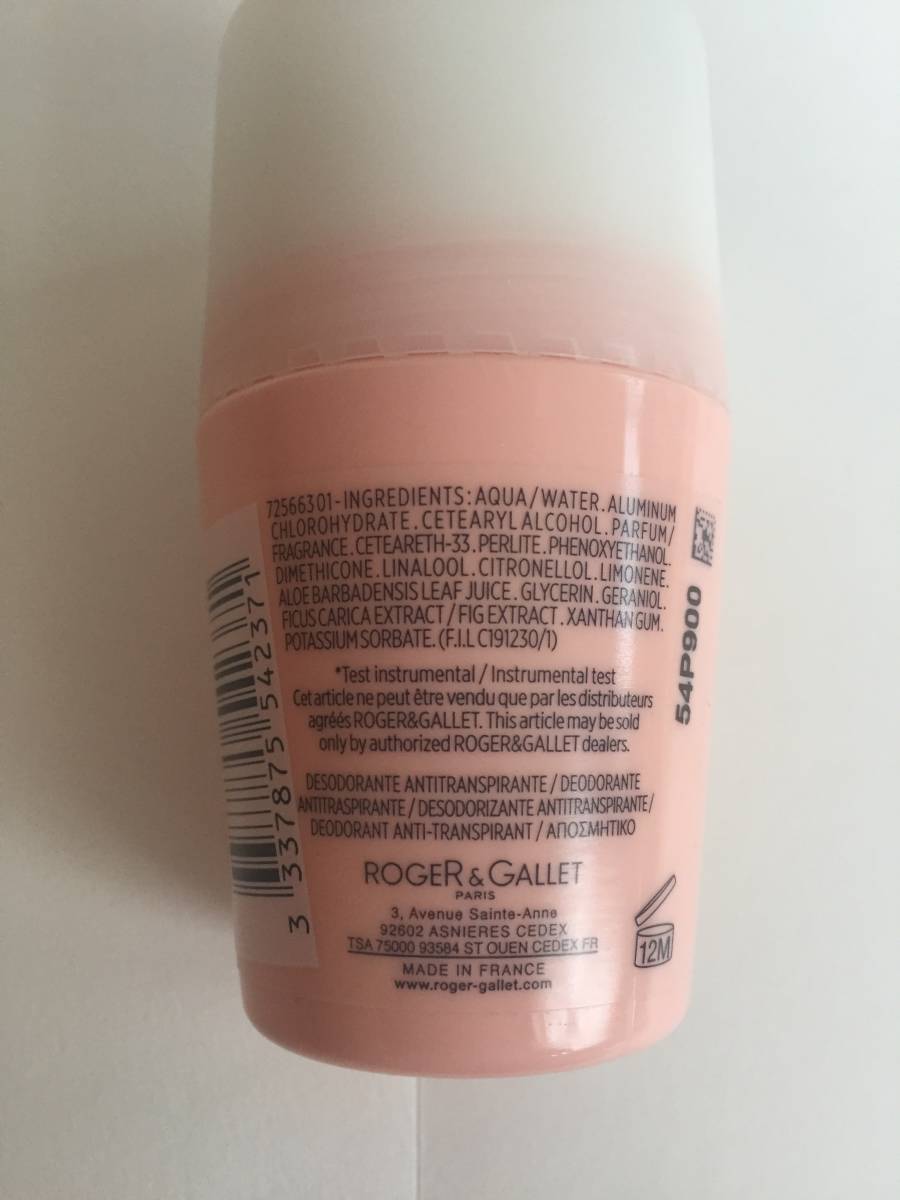 7256301-INGREDIENTS: AQUA/WATER. ALUMINUM
CHLOROHYDRATE. CETEARYL ALCOHOL. PARFUM/
FRAGRANCE. CETEARETH-33. PERLITE. PHENOXYETHANOL.
DIMETHICONE. LINALOOL. CITRONELLOL. LIMONENE.
ALOE BARBADENSIS LEAF JUICE. GLYCERIN. GERANIOL.
FICUS CARICA EXTRACT / FIG EXTRACT. XANTHAN GUM.
POTASSIUM SORBATE. (F.I.L C191230/1)
*Test instrumental / Instrumental test
Cet article ne peut être vendu que par les distributeurs
agréés ROGER&GALLET. This article may be sold
only by authorized ROGER&GALLET dealers.
DESODORANTE ANTITRANSPIRANTE / DEODORANTE
ANTITRASPIRANTE / DESODORIZANTE ANTITRANSPIRANTE/
DEODORANT ANTI-TRANSPIRANT / ΑΠΟΣΜΗΤΙΚΟ
ROGER & GALLET
PARIS
3, Avenue Sainte-Anne
92602 ASNIERES CEDEX
TSA 75000 93584 ST OUEN CEDEX FR
MADE IN FRANCE
www.roger-gallet.com
3 337875 542371
54P900
12M